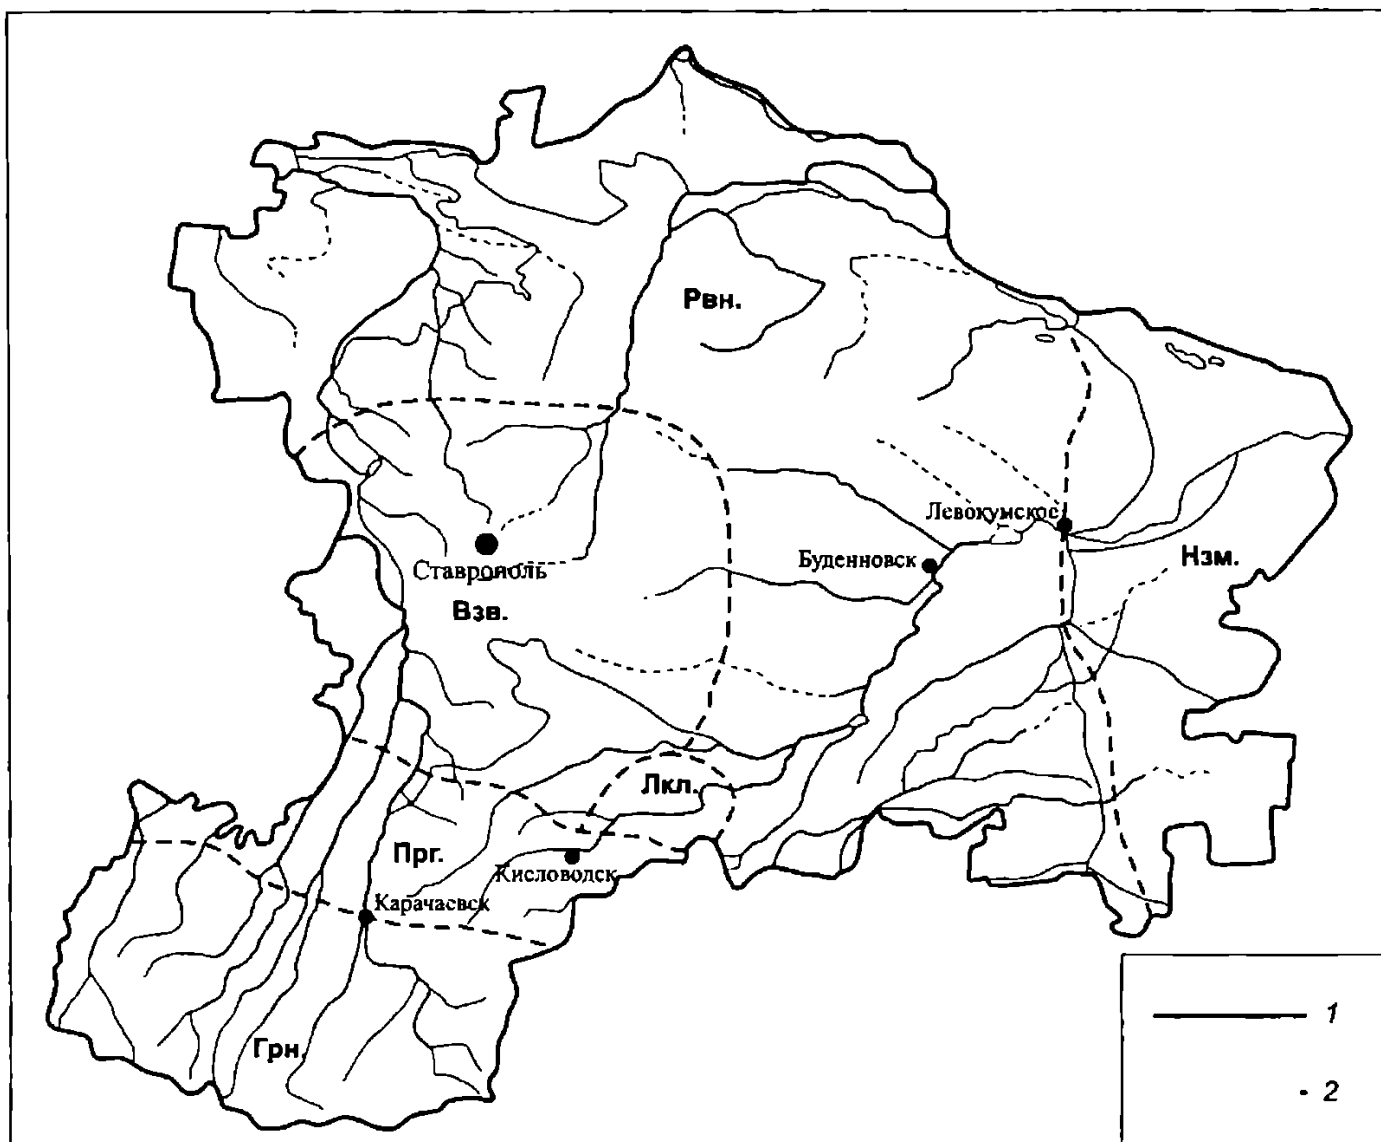 Рвн.
Левокумское
Буденновск
Нзм.
Ставрополь
Взв.
Лкл.
Прг.
Кисловодск
Карачаевск
Грн.
1
2